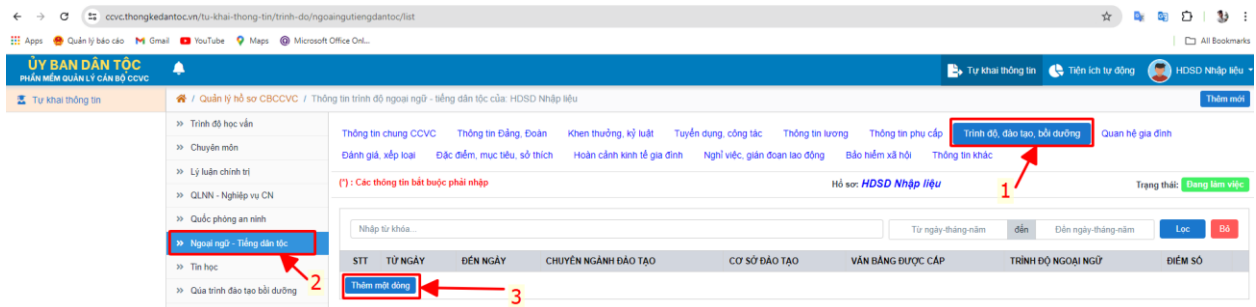 ccvc.thongkedantoc.vn/tu-khai-thong-tin/trinh-do/ngoaingutiengdantoc/list
Apps Quản lý báo cáo Gmail YouTube Maps Microsoft Office Onl... All Bookmarks
ỦY BAN DÂN TỘC
PHẦN MỀM QUẢN LÝ CÁN BỘ CCVC
Tự khai thông tin Tiện ích tự động HDSD Nhập liệu
Tự khai thông tin
/ Quản lý hồ sơ CBCCVC / Thông tin trình độ ngoại ngữ - tiếng dân tộc của: HDSD Nhập liệu
Thêm mới
Trình độ học vấn
Chuyên môn
Lý luận chính trị
QLNN - Nghiệp vụ CN
Quốc phòng an ninh
Ngoại ngữ - Tiếng dân tộc
Tin học
Qúa trình đào tạo bồi dưỡng
2
Thông tin chung CCVC Thông tin Đảng, Đoàn Khen thưởng, kỷ luật Tuyển dụng, công tác Thông tin lương Thông tin phụ cấp Trình độ, đào tạo, bồi dưỡng Quan hệ gia đình
Đánh giá, xếp loại Đặc điểm, mục tiêu, sở thích Hoàn cảnh kinh tế gia đình Nghỉ việc, gián đoạn lao động Bảo hiểm xã hội Thông tin khác
1
(*) : Các thông tin bắt buộc phải nhập Hồ sơ: HDSD Nhập liệu Trạng thái: Đang làm việc
Nhập từ khóa... Từ ngày-tháng-năm đến Đến ngày-tháng-năm Lọc Bỏ
STT TỪ NGÀY ĐẾN NGÀY CHUYÊN NGÀNH ĐÀO TẠO CƠ SỞ ĐÀO TẠO VĂN BẰNG ĐƯỢC CẤP TRÌNH ĐỘ NGOẠI NGỮ ĐIỂM SỐ
Thêm một dòng
3